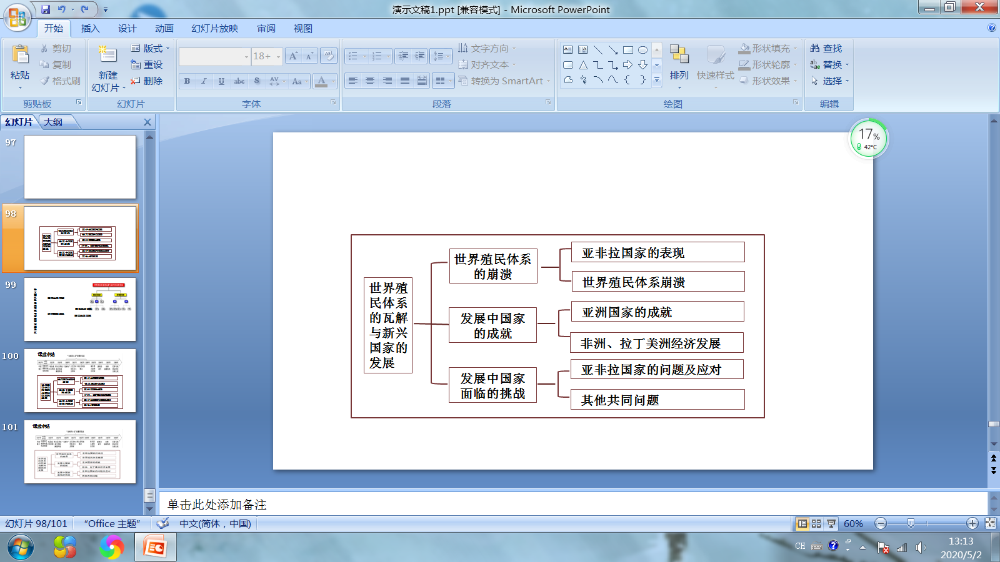 演示文稿1.ppt [兼容模式] - Microsoft PowerPoint
开始 插入 设计 动画 幻灯片放映 审阅 视图
粘贴
剪切
复制
格式刷
剪贴板
新建
幻灯片
版式
重设
删除
幻灯片
18+
B I U abc S AV Aa A
字体
文字方向
对齐文本
转换为 SmartArt
段落
排列
快速样式
形状填充
形状轮廓
形状效果
绘图
查找
替换
选择
编辑
幻灯片 大纲
97
98
99
100
课堂小结
101
课堂小结
17%
42°C
世界殖
民体系
的瓦解
与新兴
国家的
发展
世界殖民体系
的崩溃
亚非拉国家的表现
世界殖民体系崩溃
发展中国家
的成就
亚洲国家的成就
非洲、拉丁美洲经济发展
发展中国家
面临的挑战
亚非拉国家的问题及应对
其他共同问题
单击此处添加备注
幻灯片 98/101 “Office 主题” 中文(简体，中国) 60%
CH
13:13
2020/5/2